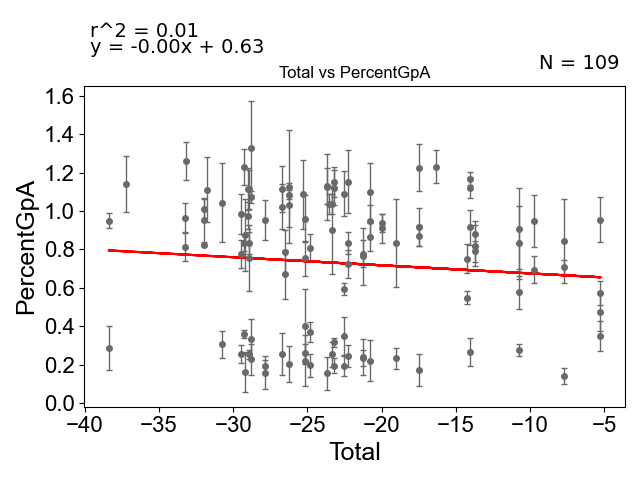 r^2 = 0.01
y = -0.00x + 0.63
N = 109
Total vs PercentGpA
PercentGpA
1.6
1.4
1.2
1.0
0.8
0.6
0.4
0.2
0.0
−40 −35 −30 −25 −20 −15 −10 −5
Total